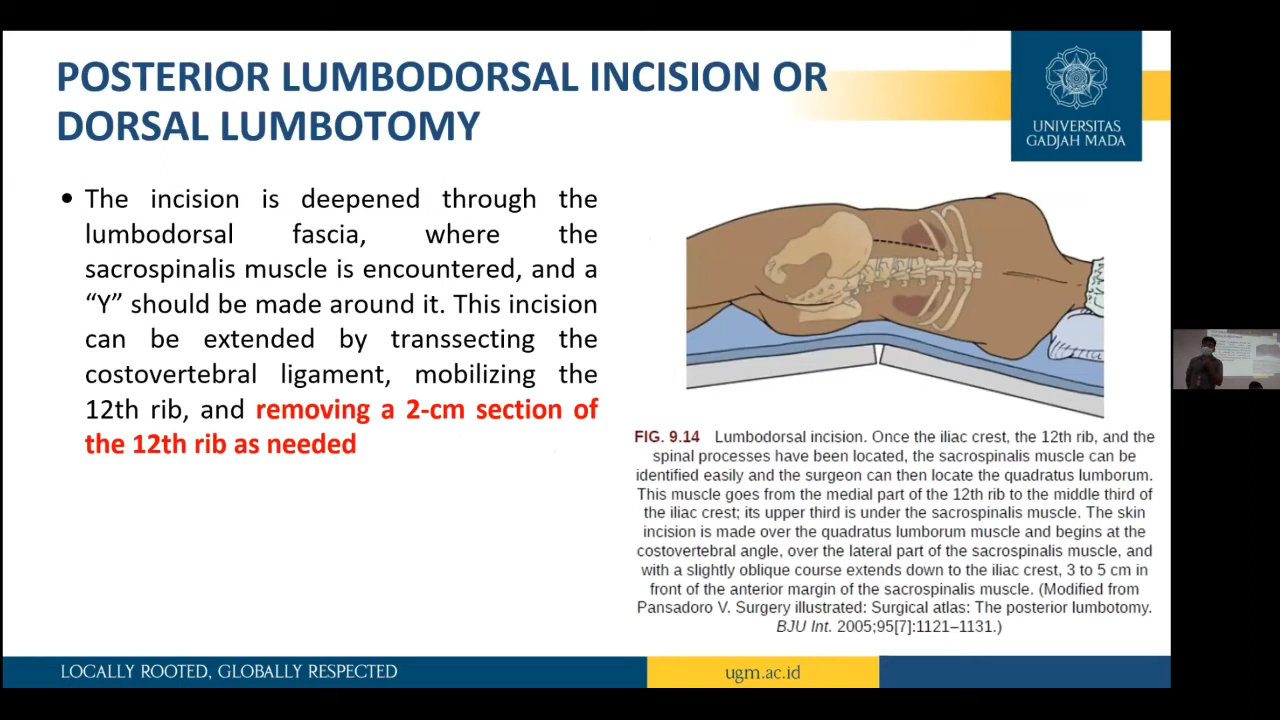 POSTERIOR LUMBODORSAL INCISION OR
DORSAL LUMBOTOMY
UNIVERSITAS
GADJAH MADA
• The incision is deepened through the
lumbodorsal fascia, where the
sacrospinalis muscle is encountered, and a
“Y” should be made around it. This incision
can be extended by transsecting the
costovertebral ligament, mobilizing the
12th rib, and removing a 2-cm section of
the 12th rib as needed
FIG. 9.14 Lumbodorsal incision. Once the iliac crest, the 12th rib, and the
spinal processes have been located, the sacrospinalis muscle can be
identified easily and the surgeon can then locate the quadratus lumborum.
This muscle goes from the medial part of the 12th rib to the middle third of
the iliac crest; its upper third is under the sacrospinalis muscle. The skin
incision is made over the quadratus lumborum muscle and begins at the
costovertebral angle, over the lateral part of the sacrospinalis muscle, and
with a slightly oblique course extends down to the iliac crest, 3 to 5 cm in
front of the anterior margin of the sacrospinalis muscle. (Modified from
Pansadoro V. Surgery illustrated: Surgical atlas: The posterior lumbotomy.
BJU Int. 2005;95[7]:1121–1131.)
LOCALLY ROOTED, GLOBALLY RESPECTED
ugm.ac.id